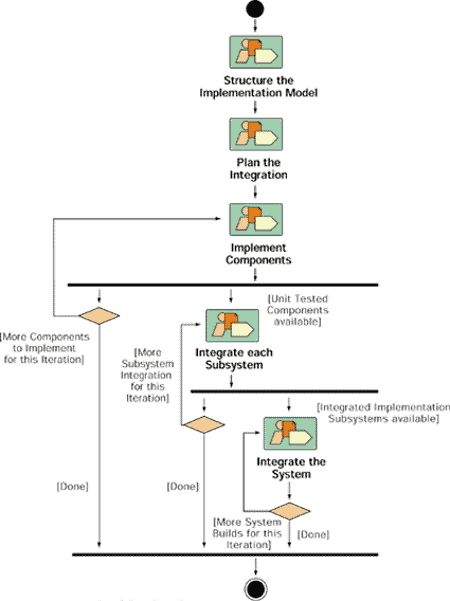 Structure the
Implementation Model
Plan the
Integration
Implement
Components
[Unit Tested
Components
available]
[More Components
to Implement
for this Iteration]
Integrate each
Subsystem
[More
Subsystem
Integration
for this
Iteration]
[Integrated Implementation
Subsystems available]
Integrate the
System
[Done]
[Done]
[More System
Builds for this
Iteration]
[Done]